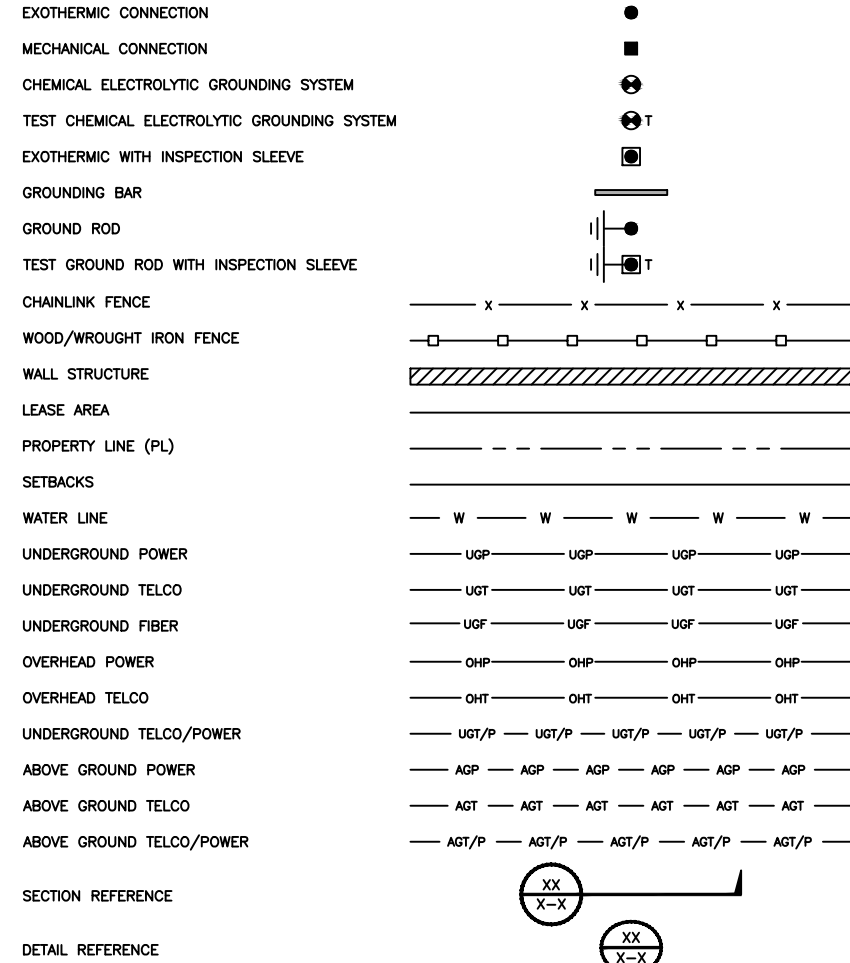 EXOTHERMIC CONNECTION
MECHANICAL CONNECTION
CHEMICAL ELECTROLYTIC GROUNDING SYSTEM
TEST CHEMICAL ELECTROLYTIC GROUNDING SYSTEM T
EXOTHERMIC WITH INSPECTION SLEEVE
GROUNDING BAR
GROUND ROD
TEST GROUND ROD WITH INSPECTION SLEEVE T
CHAINLINK FENCE X X X X
WOOD/WROUGHT IRON FENCE
WALL STRUCTURE
LEASE AREA
PROPERTY LINE (PL)
SETBACKS
WATER LINE W W W W W
UNDERGROUND POWER UGP UGP UGP UGP
UNDERGROUND TELCO UGT UGT UGT UGT
UNDERGROUND FIBER UGF UGF UGF UGF
OVERHEAD POWER OHP OHP OHP OHP
OVERHEAD TELCO OHT OHT OHT OHT
UNDERGROUND TELCO/POWER UGT/P UGT/P UGT/P UGT/P UGT/P
ABOVE GROUND POWER AGP AGP AGP AGP AGP AGP
ABOVE GROUND TELCO AGT AGT AGT AGT AGT AGT
ABOVE GROUND TELCO/POWER AGT/P AGT/P AGT/P AGT/P AGT/P
XX
SECTION REFERENCE X-X
XX
DETAIL REFERENCE X-X